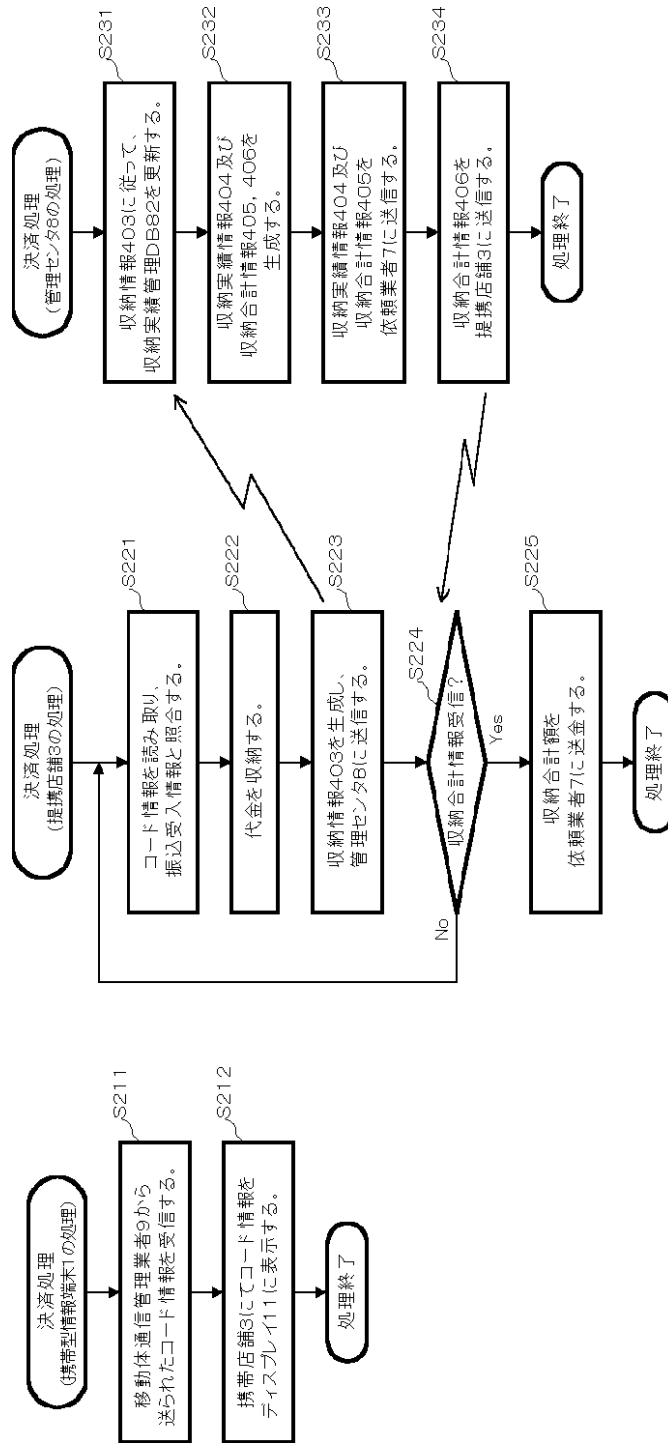 決済処理
(携帯型情報端末1の処理)
S211
移動体通信管理業者9から
送られたコード情報を受信する。
S212
携帯店舗3にてコード情報を
ディスプレイ11に表示する。
処理終了
決済処理
(提携店舗3の処理)
S221
コード情報を読み取り、
振込受入情報と照合する。
S222
代金を収納する。
S223
収納情報403を生成し、
管理センタ8に送信する。
S224
収納合計情報受信?
No
Yes
S225
収納合計額を
依頼業者7に送金する。
処理終了
決済処理
(管理センタ8の処理)
S231
収納情報403に従って、
収納実績管理DB82を更新する。
S232
収納実績情報404及び
収納合計情報405, 406を
生成する。
S233
収納実績情報404及び
収納合計情報405を
依頼業者7に送信する。
S234
収納合計情報406を
提携店舗3に送信する。
処理終了